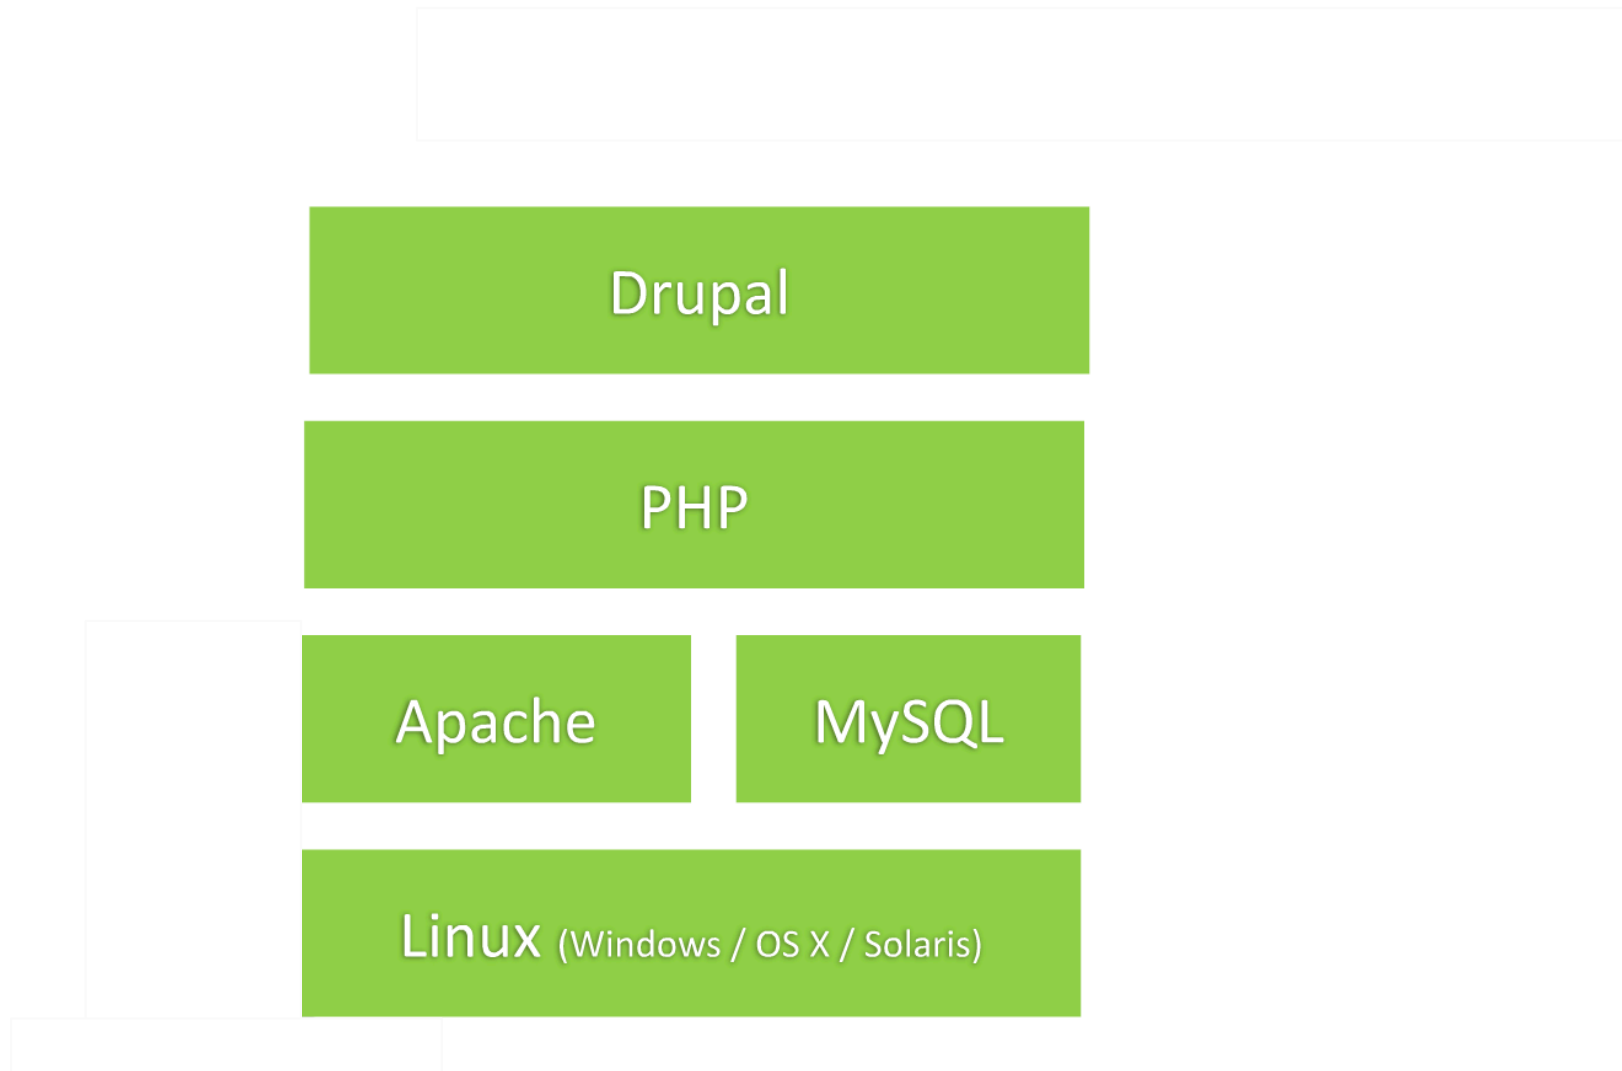 Drupal
PHP
Apache
MySQL
Linux (Windows / OS X / Solaris)